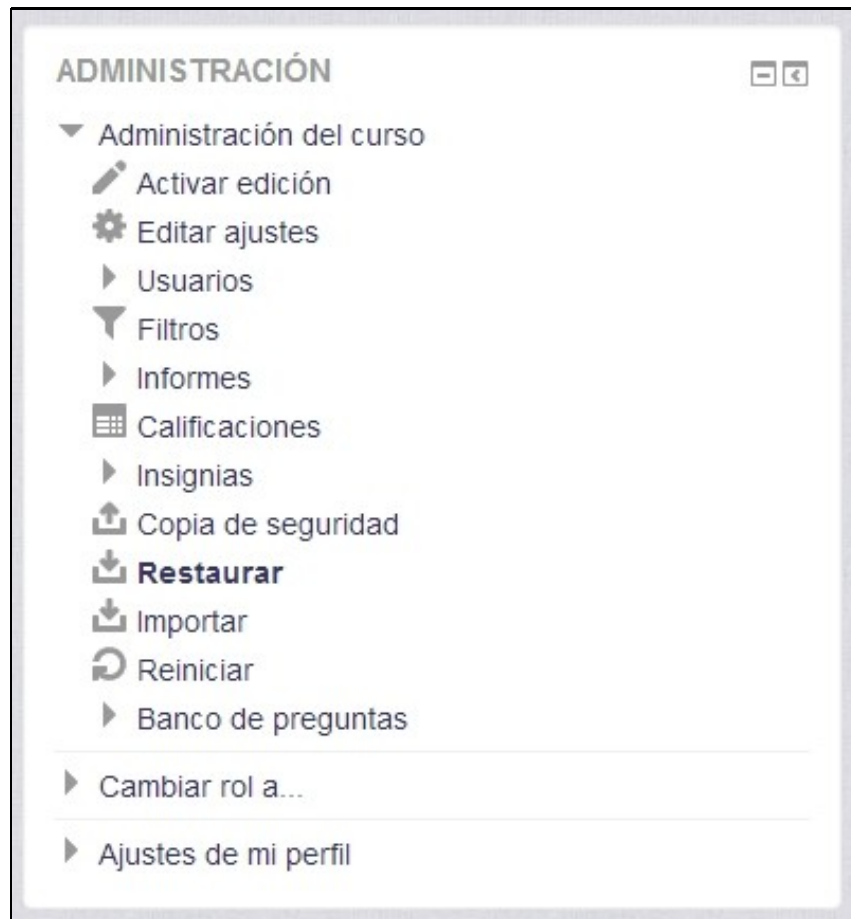 ADMINISTRACIÓN
Administración del curso
Activar edición
Editar ajustes
Usuarios
Filtros
Informes
Calificaciones
Insignias
Copia de seguridad
Restaurar
Importar
Reiniciar
Banco de preguntas
Cambiar rol a...
Ajustes de mi perfil